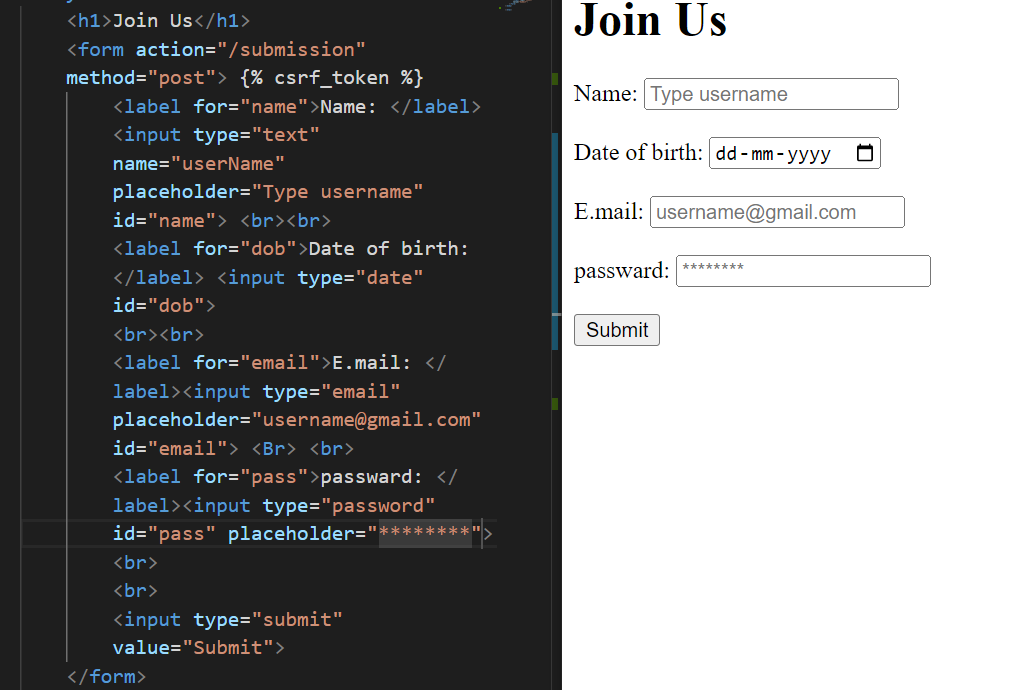 <h1>Join Us</h1>
<form action="/submission"
method="post"> {% csrf_token %}
<label for="name">Name: </label>
<input type="text"
name="userName"
placeholder="Type username"
id="name"> <br><br>
<label for="dob">Date of birth:
</label> <input type="date"
id="dob">
<br><br>
<label for="email">E.mail: </
label><input type="email"
placeholder="username@gmail.com"
id="email"> <Br> <br>
<label for="pass">passward: </
label><input type="password"
id="pass" placeholder="********">
<br>
<br>
<input type="submit"
value="Submit">
</form>
Join Us
Name: Type username
Date of birth: dd-mm-yyyy
E.mail: username@gmail.com
passward: ********
Submit